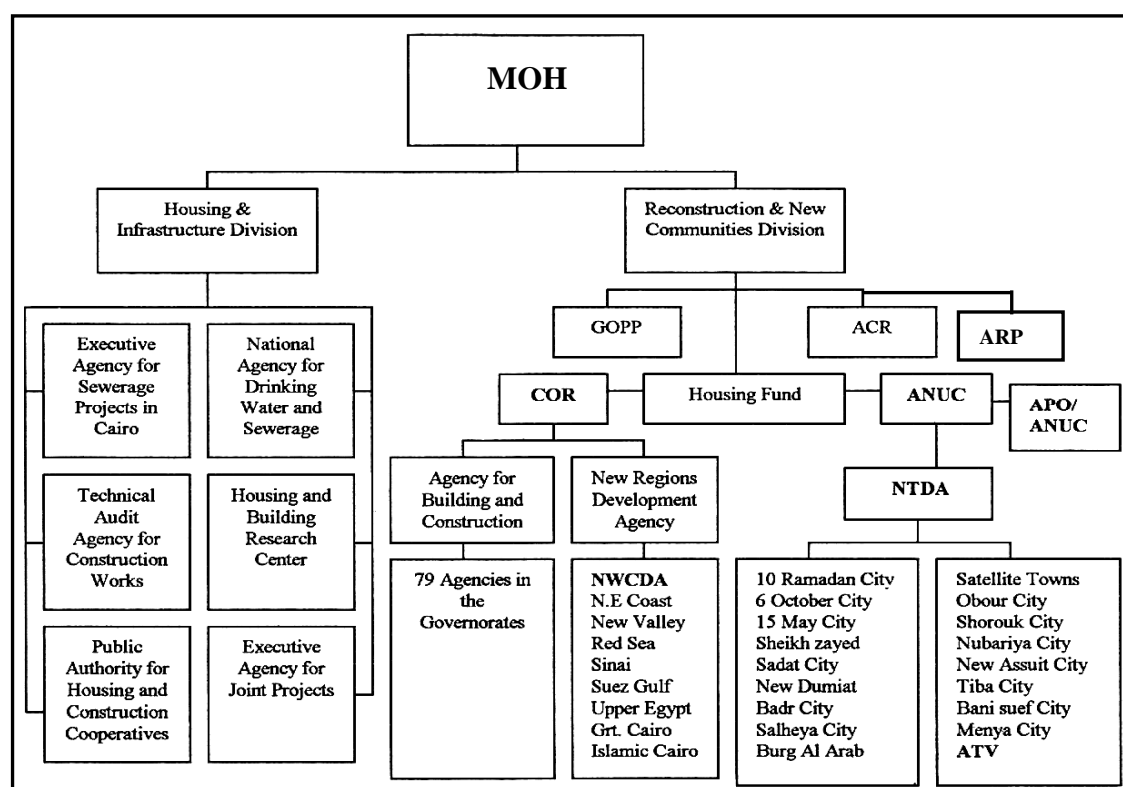 MOH
Housing &
Infrastructure Division
Reconstruction & New
Communities Division
Executive
Agency for
Sewerage
Projects in
Cairo
National
Agency for
Drinking
Water and
Sewerage
Technical
Audit
Agency for
Construction
Works
Housing and
Building
Research
Center
Public
Authority for
Housing and
Construction
Cooperatives
Executive
Agency for
Joint Projects
GOPP
ACR
ARP
COR
Housing Fund
ANUC
APO/
ANUC
Agency for
Building and
Construction
New Regions
Development
Agency
NTDA
79 Agencies in
the
Governorates
NWCDA
N.E Coast
New Valley
Red Sea
Sinai
Suez Gulf
Upper Egypt
Grt. Cairo
Islamic Cairo
10 Ramadan City
6 October City
15 May City
Sheikh zayed
Sadat City
New Dumiat
Badr City
Salheya City
Burg Al Arab
Satellite Towns
Obour City
Shorouk City
Nubariya City
New Assuit City
Tiba City
Bani suef City
Menya City
ATV